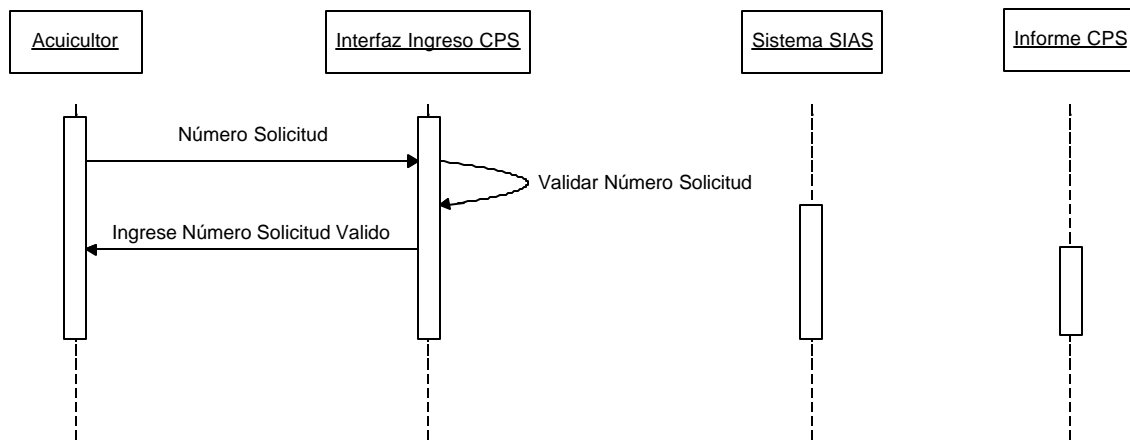 Acuicultor
Interfaz Ingreso CPS
Sistema SIAS
Informe CPS
Número Solicitud
Validar Número Solicitud
Ingrese Número Solicitud Valido